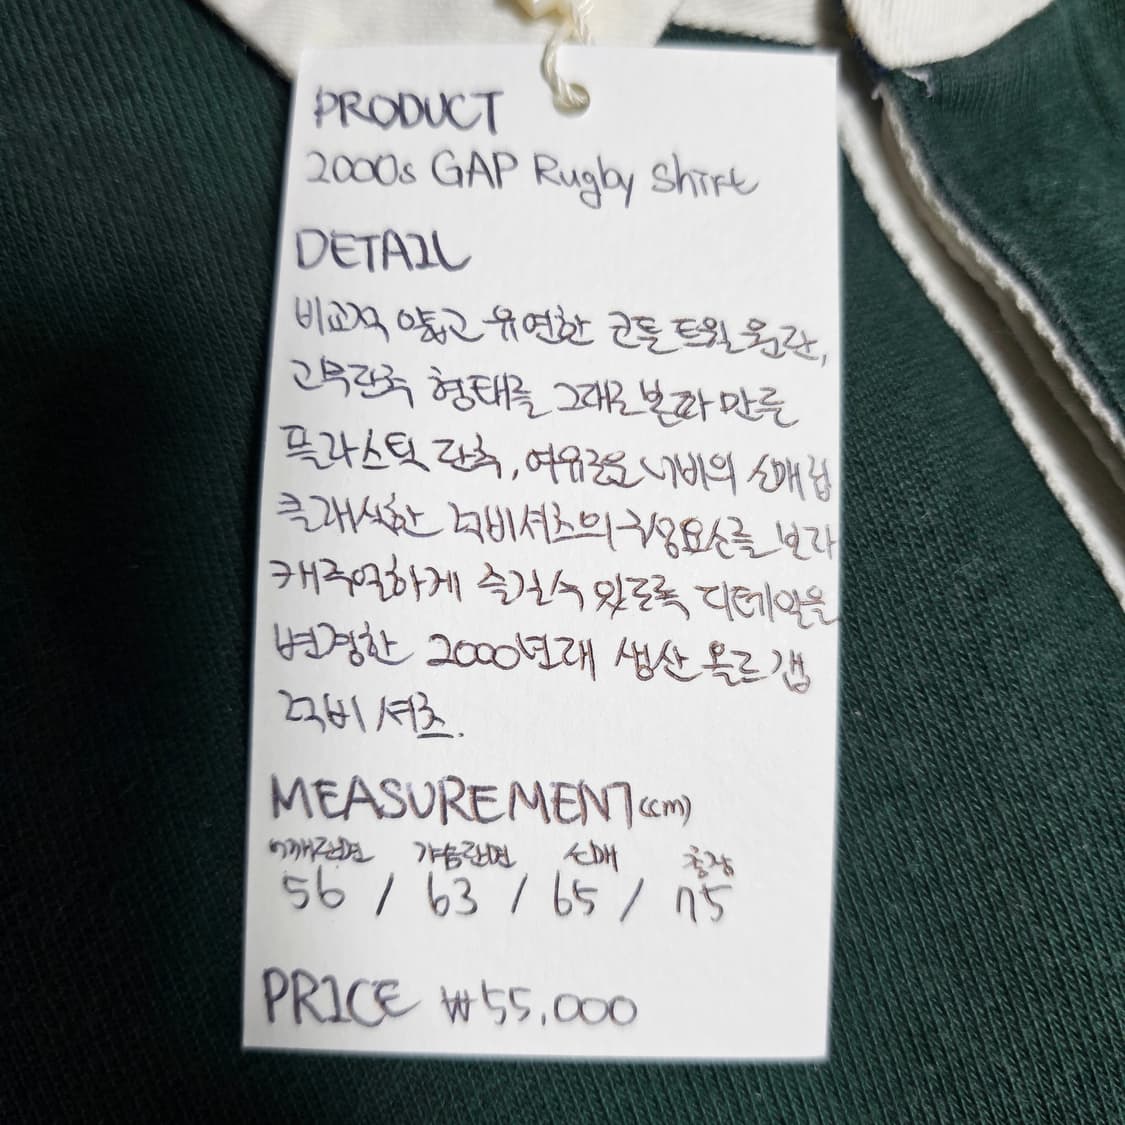 PRODUCT
2000s GAP Rugby Shirt
DETAIL
비교적 얇고 유연한 코튼 트윌 원단,
고무단추 형태를 그대로 본따 만든
플라스틱 단추, 여유로운 너비의 소매 컵
클래식한 럭비셔츠의 구성요소를 보다
캐주얼하게 즐길 수 있도록 디테일을
변경한 2000년대 생산 올드 갭
럭비 셔츠.
MEASUREMENT (cm)
어깨단면 가슴단면 소매 총장
56 / 63 / 65 / 75
PRICE ₩55,000